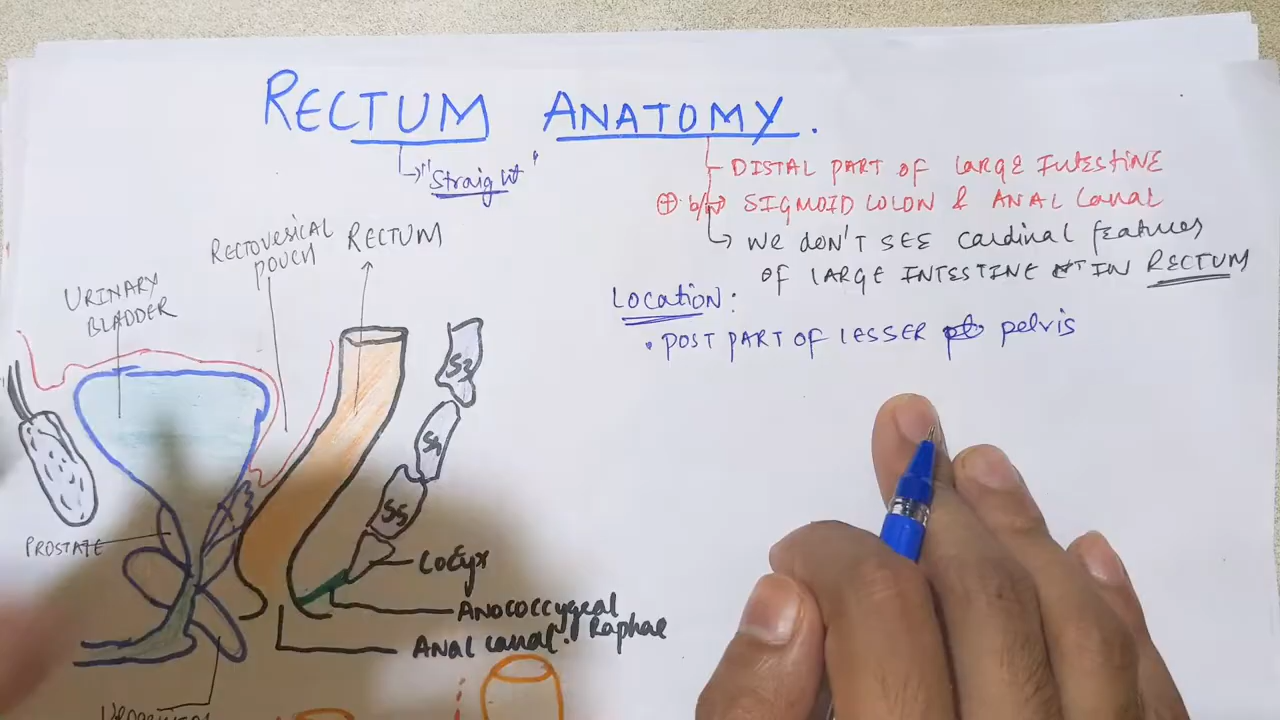 RECTUM ANATOMY.
"Straight"
DISTAL PART OF LARGE INTESTINE
⊕ b/w SIGMOID COLON & ANAL CANAL
WE DON'T SEE CARDINAL FEATURES
OF LARGE INTESTINE IN RECTUM
LOCATION:
• POST PART OF LESSER pelvis
RECTOVESICAL
POUCH
RECTUM
URINARY
BLADDER
S3
S4
S5
PROSTATE
COCCYX
ANOCOCCYGEAL
Raphae
ANAL CANAL